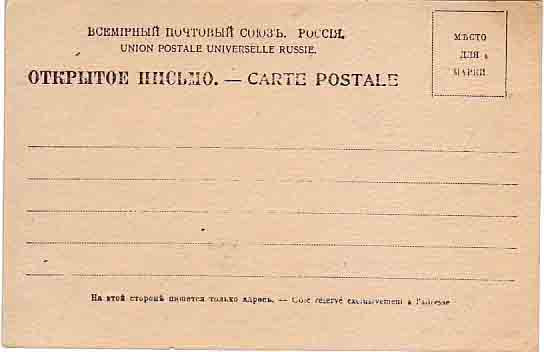 ВСЕМІРНЫЙ ПОЧТОВЫЙ СОЮЗЪ. РОССІЯ.
UNION POSTALE UNIVERSELLE RUSSIE.
ОТКРЫТОЕ ПИСЬМО. — CARTE POSTALE
МѢСТО
ДЛЯ
МАРКИ
На этой сторонѣ пишется только адресъ. — Coté réservé exclusivement à l'adresse